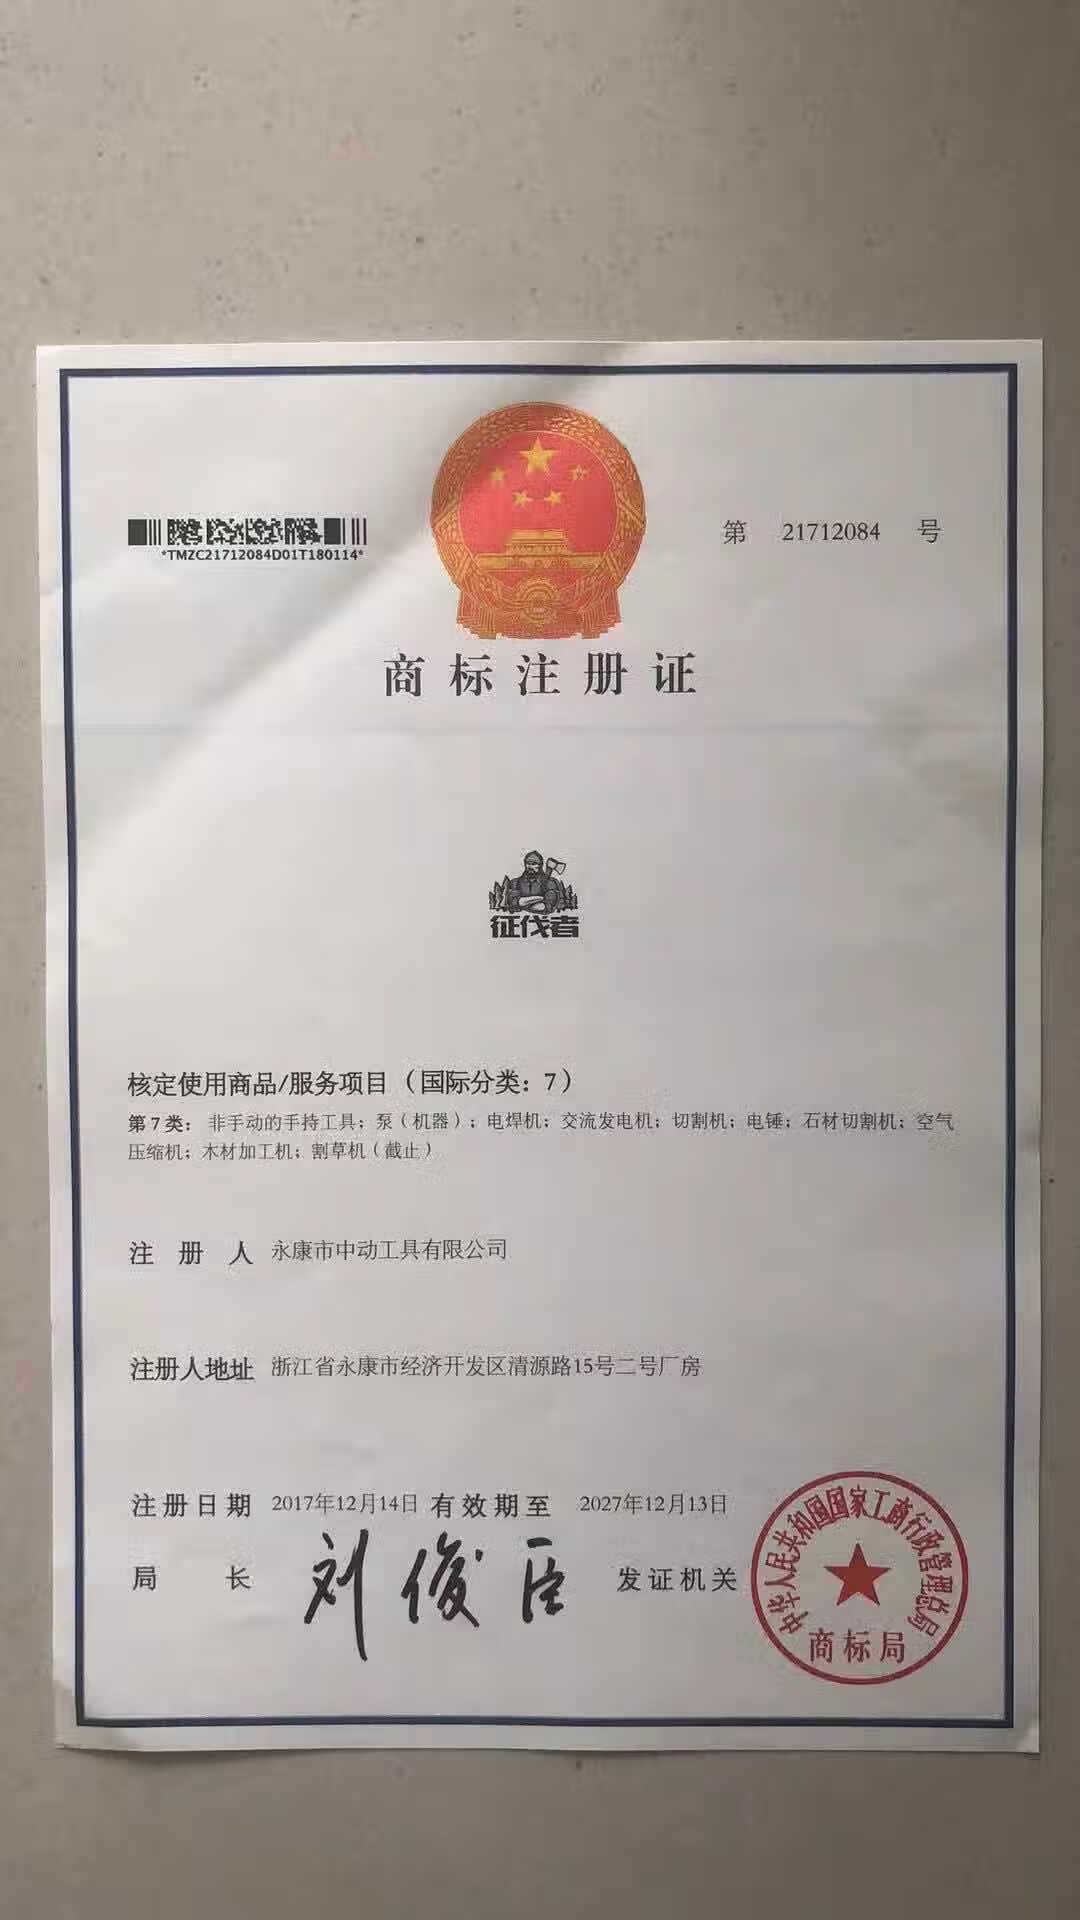 *TMZC21712084D01T180114*
第 21712084 号
商标注册证
征伐者
核定使用商品/服务项目（国际分类：7）
第7类：非手动的手持工具；泵（机器）；电焊机；交流发电机；切割机；电锤；石材切割机；空气
压缩机；木材加工机；割草机（截止）
注册人 永康市中动工具有限公司
注册人地址 浙江省永康市经济开发区清源路15号二号厂房
注册日期 2017年12月14日 有效期至 2027年12月13日
局长 刘俊臣 发证机关
中华人民共和国国家工商行政管理总局
商标局